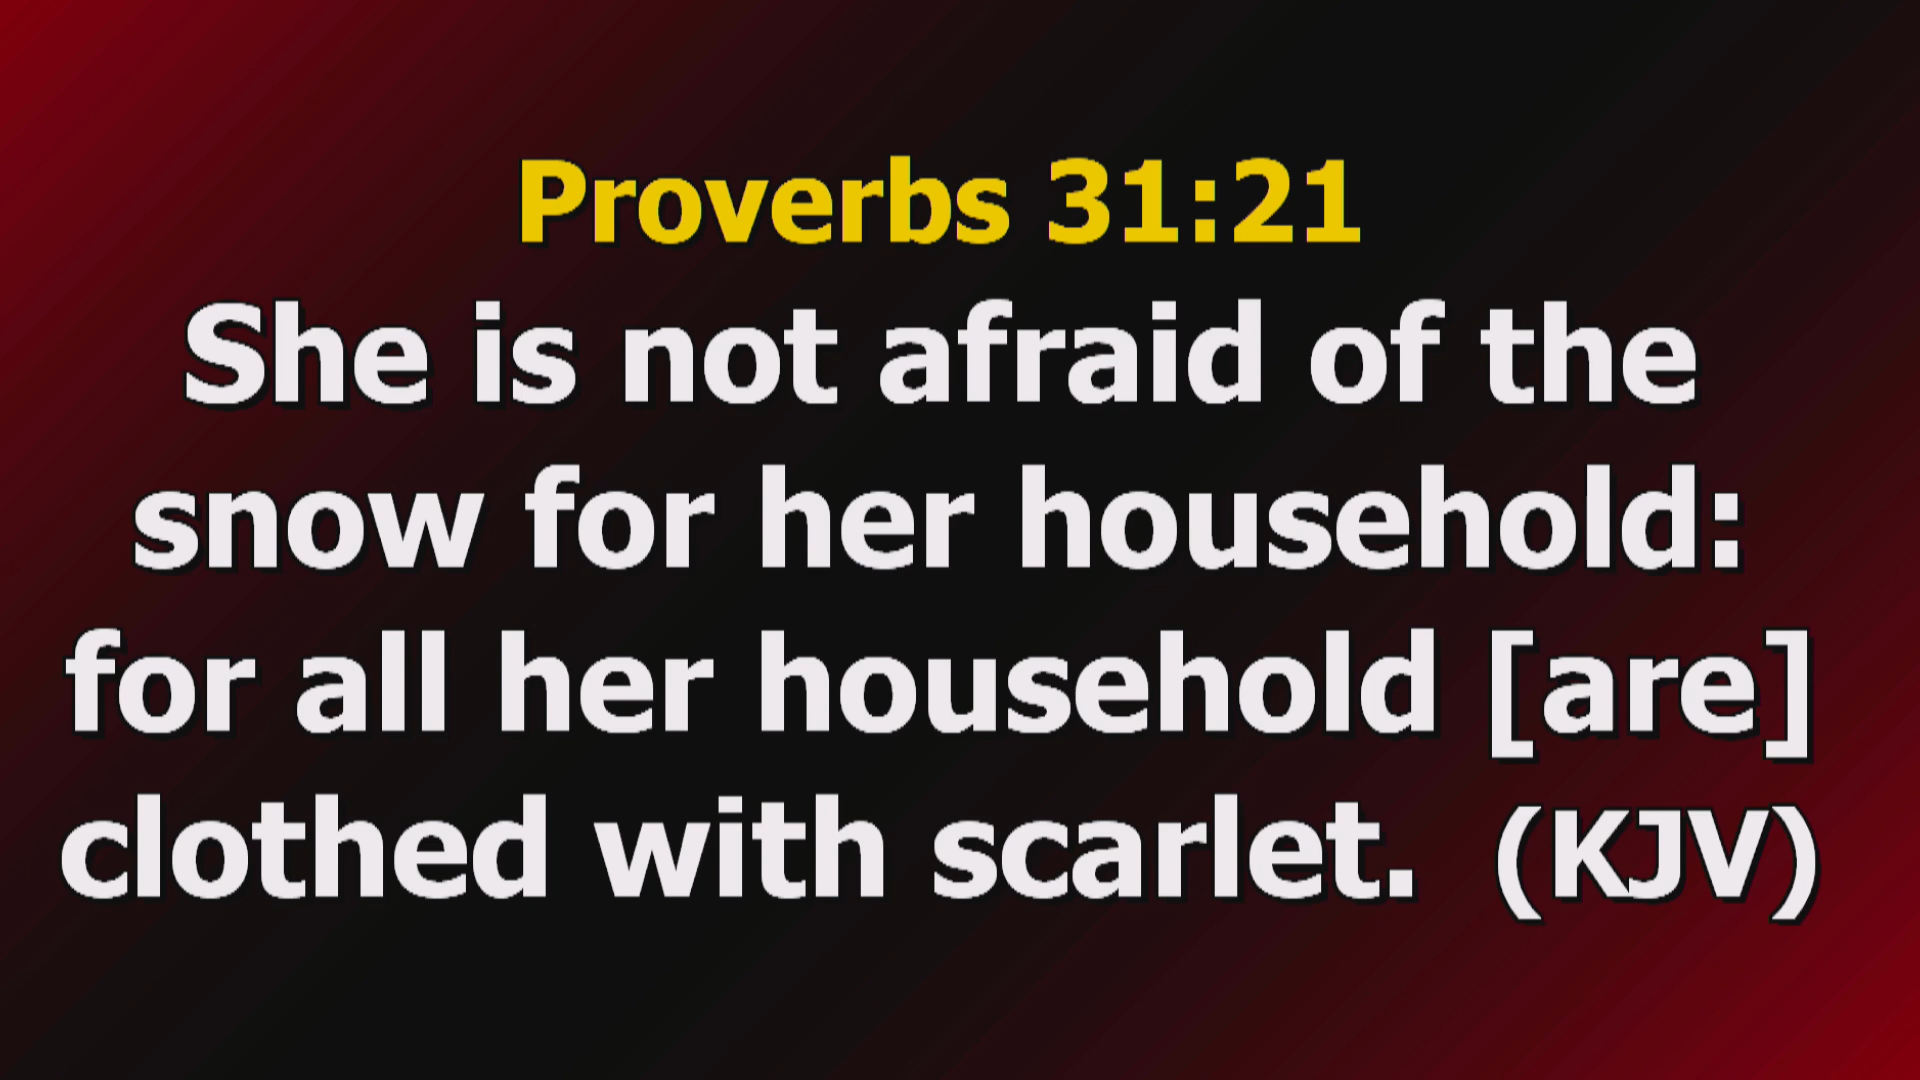 Proverbs 31:21
She is not afraid of the
snow for her household:
for all her household [are]
clothed with scarlet. (KJV)